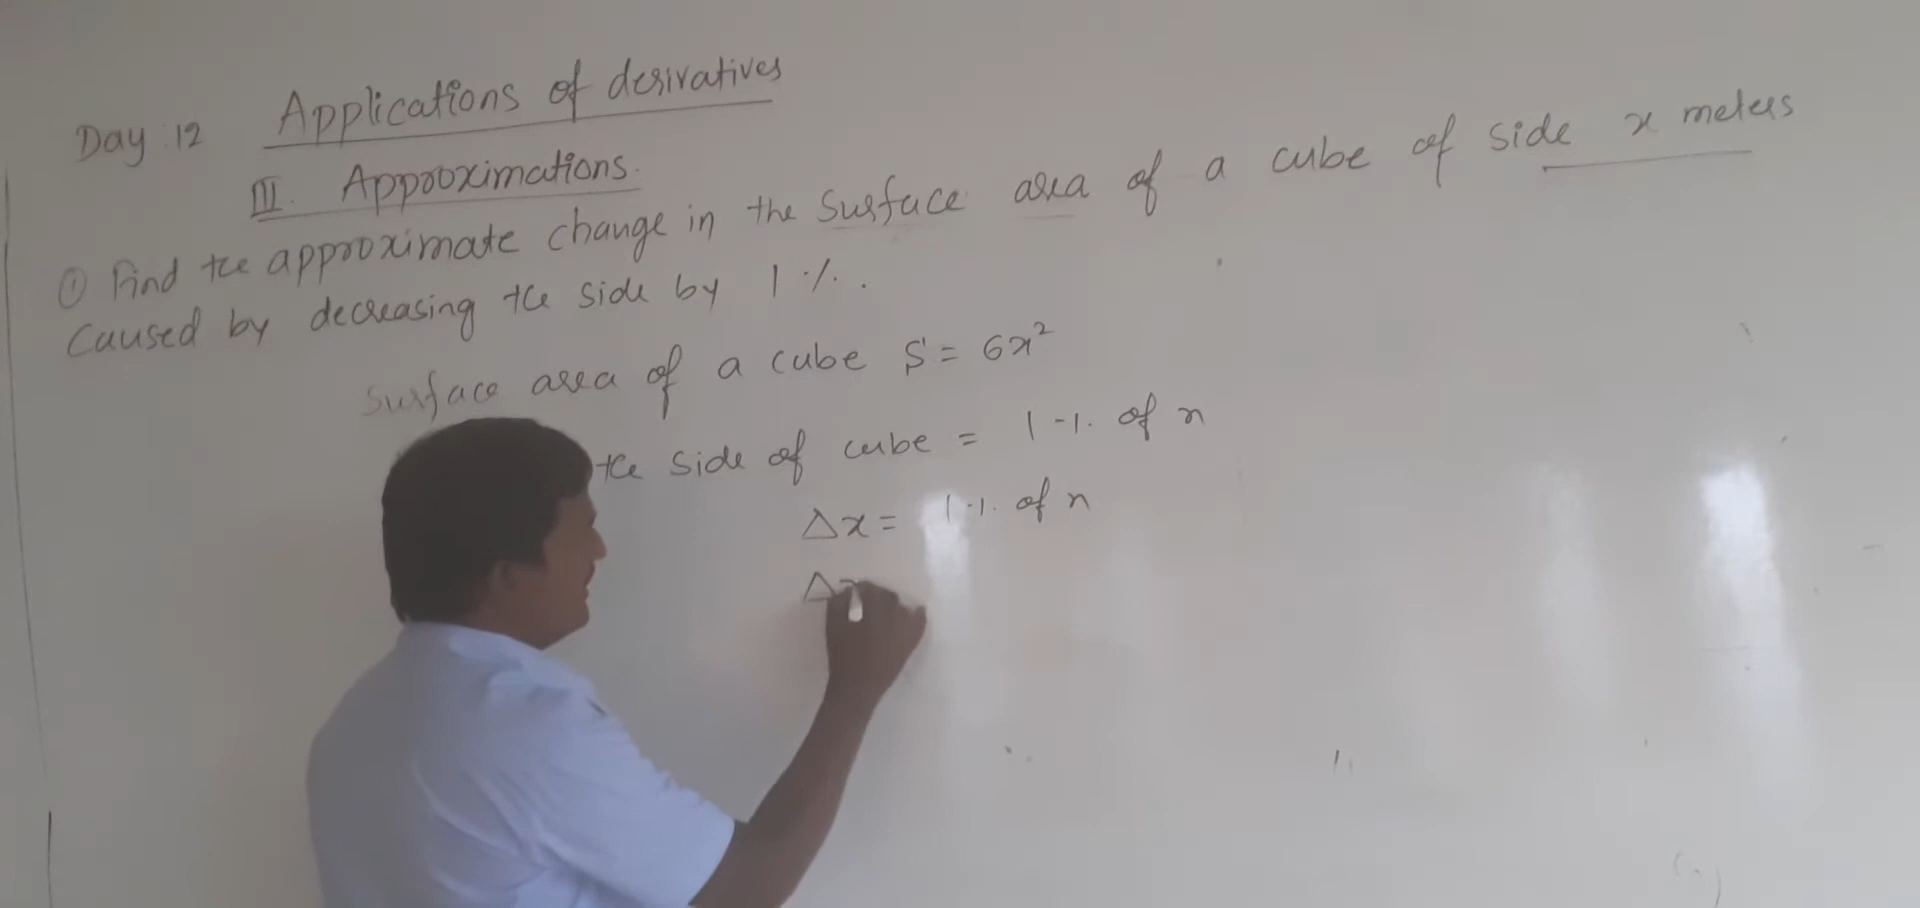 Day: 12 Applications of derivatives
III. Approximations.
① Find the approximate change in the surface area of a cube of side x meters
Caused by decreasing the side by 1 %.
Surface area of a cube S = 6x²
the side of cube = 1 % of x
Δx = 1 % of x
Δx